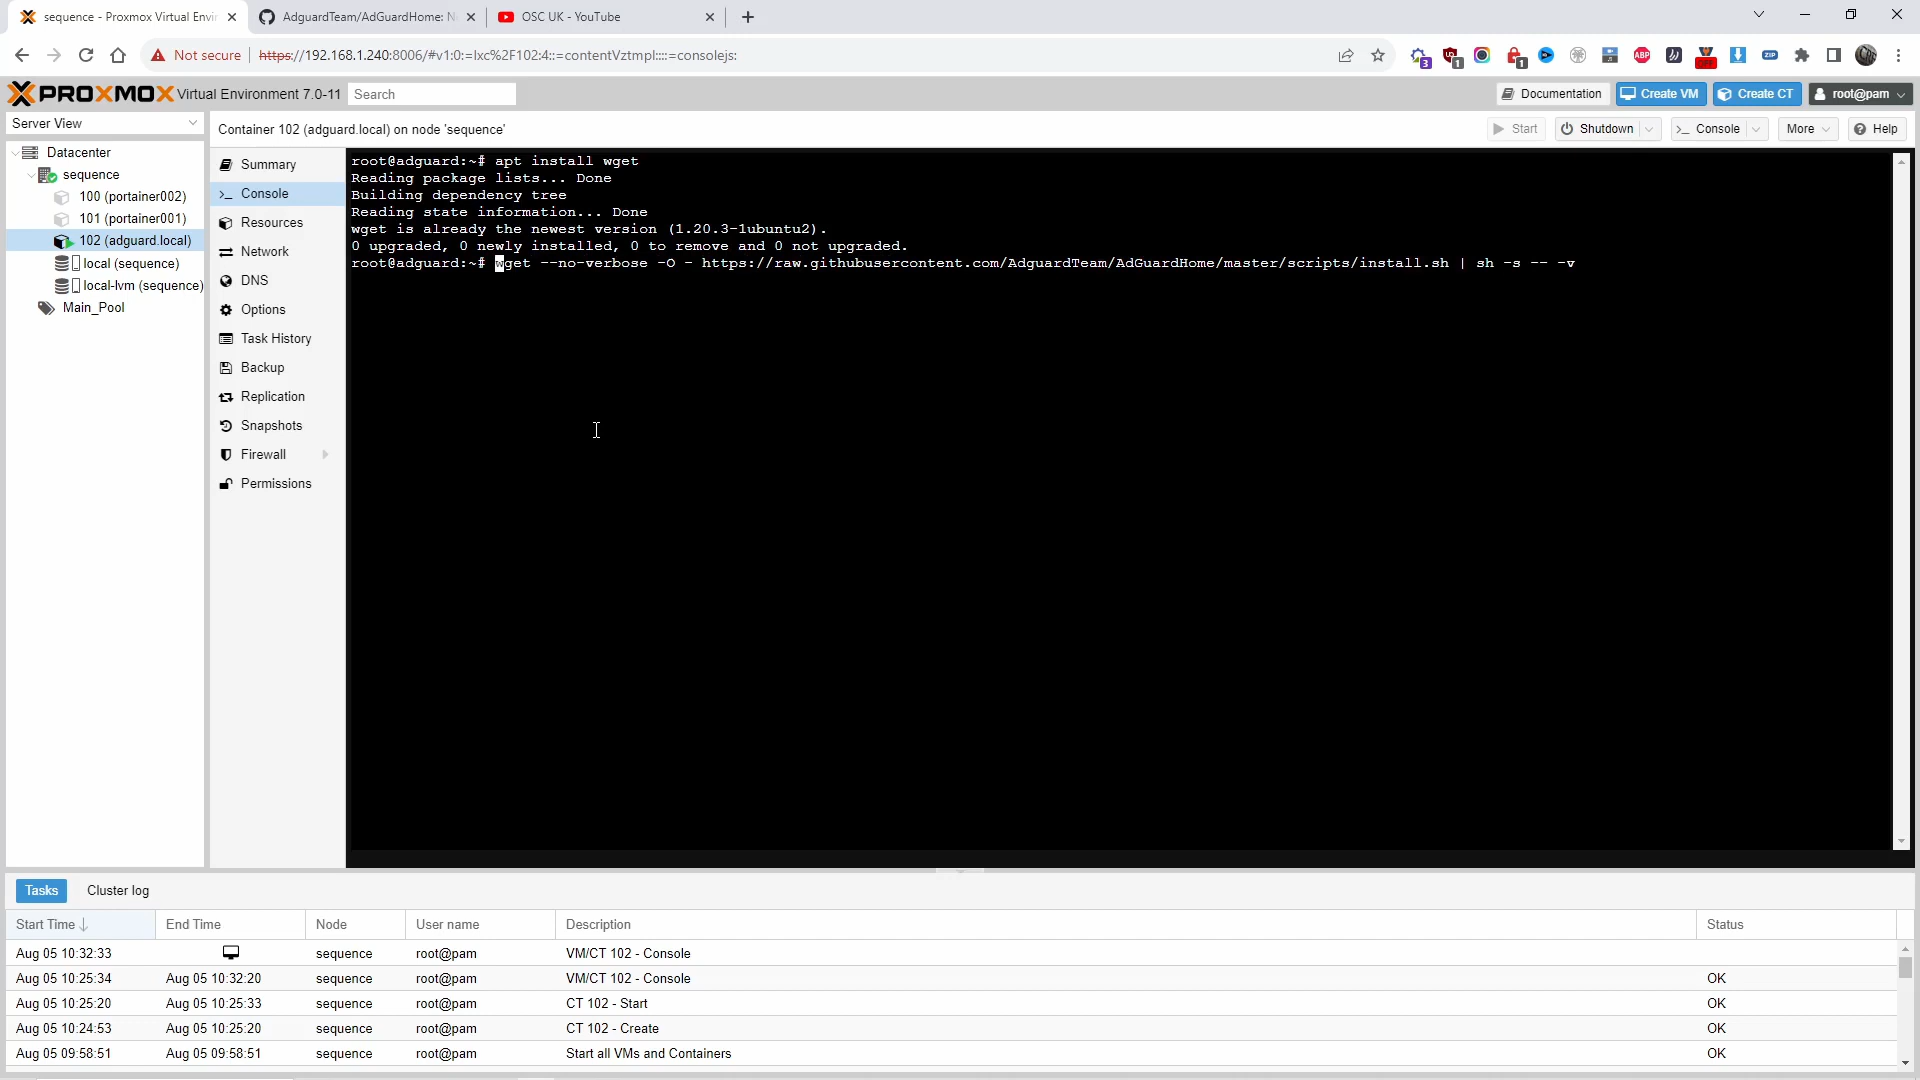 sequence - Proxmox Virtual Envir
AdguardTeam/AdGuardHome: N
OSC UK - YouTube
Not secure
https://192.168.1.240:8006/#v1:0:=lxc%2F102:4::=contentVztmpl::::=consolejs:
3
1
1
ABP
ZIP
PROXMOX Virtual Environment 7.0-11
Search
Documentation
Create VM
Create CT
root@pam
Server View
Container 102 (adguard.local) on node 'sequence'
Start
Shutdown
Console
More
Help
Datacenter
sequence
100 (portainer002)
101 (portainer001)
102 (adguard.local)
local (sequence)
local-lvm (sequence)
Main_Pool
Summary
Console
Resources
Network
DNS
Options
Task History
Backup
Replication
Snapshots
Firewall
Permissions
root@adguard:~# apt install wget
Reading package lists... Done
Building dependency tree
Reading state information... Done
wget is already the newest version (1.20.3-1ubuntu2).
0 upgraded, 0 newly installed, 0 to remove and 0 not upgraded.
root@adguard:~# wget --no-verbose -O - https://raw.githubusercontent.com/AdguardTeam/AdGuardHome/master/scripts/install.sh | sh -s -- -v
Tasks
Cluster log
Start Time End Time Node User name Description Status
Aug 05 10:32:33 sequence root@pam VM/CT 102 - Console
Aug 05 10:25:34 Aug 05 10:32:20 sequence root@pam VM/CT 102 - Console OK
Aug 05 10:25:20 Aug 05 10:25:33 sequence root@pam CT 102 - Start OK
Aug 05 10:24:53 Aug 05 10:25:20 sequence root@pam CT 102 - Create OK
Aug 05 09:58:51 Aug 05 09:58:51 sequence root@pam Start all VMs and Containers OK